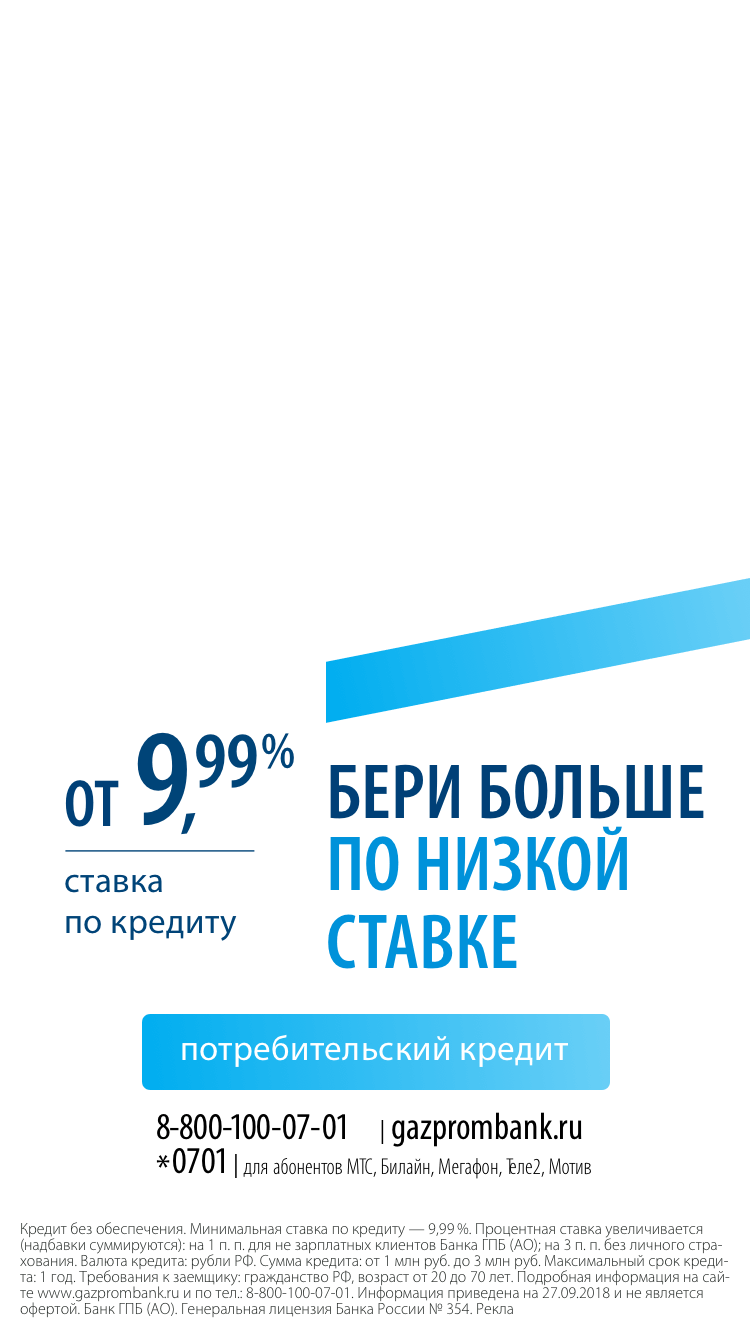 от 9,99%
ставка
по кредиту
БЕРИ БОЛЬШЕ
ПО НИЗКОЙ
СТАВКЕ
потребительский кредит
8-800-100-07-01 | gazprombank.ru
*0701 | для абонентов МТС, Билайн, Мегафон, Теле2, Мотив
Кредит без обеспечения. Минимальная ставка по кредиту — 9,99 %. Процентная ставка увеличивается
(надбавки суммируются): на 1 п. п. для не зарплатных клиентов Банка ГПБ (АО); на 3 п. п. без личного стра-
хования. Валюта кредита: рубли РФ. Сумма кредита: от 1 млн руб. до 3 млн руб. Максимальный срок креди-
та: 1 год. Требования к заемщику: гражданство РФ, возраст от 20 до 70 лет. Подробная информация на сай-
те www.gazprombank.ru и по тел.: 8-800-100-07-01. Информация приведена на 27.09.2018 и не является
офертой. Банк ГПБ (АО). Генеральная лицензия Банка России № 354. Рекла